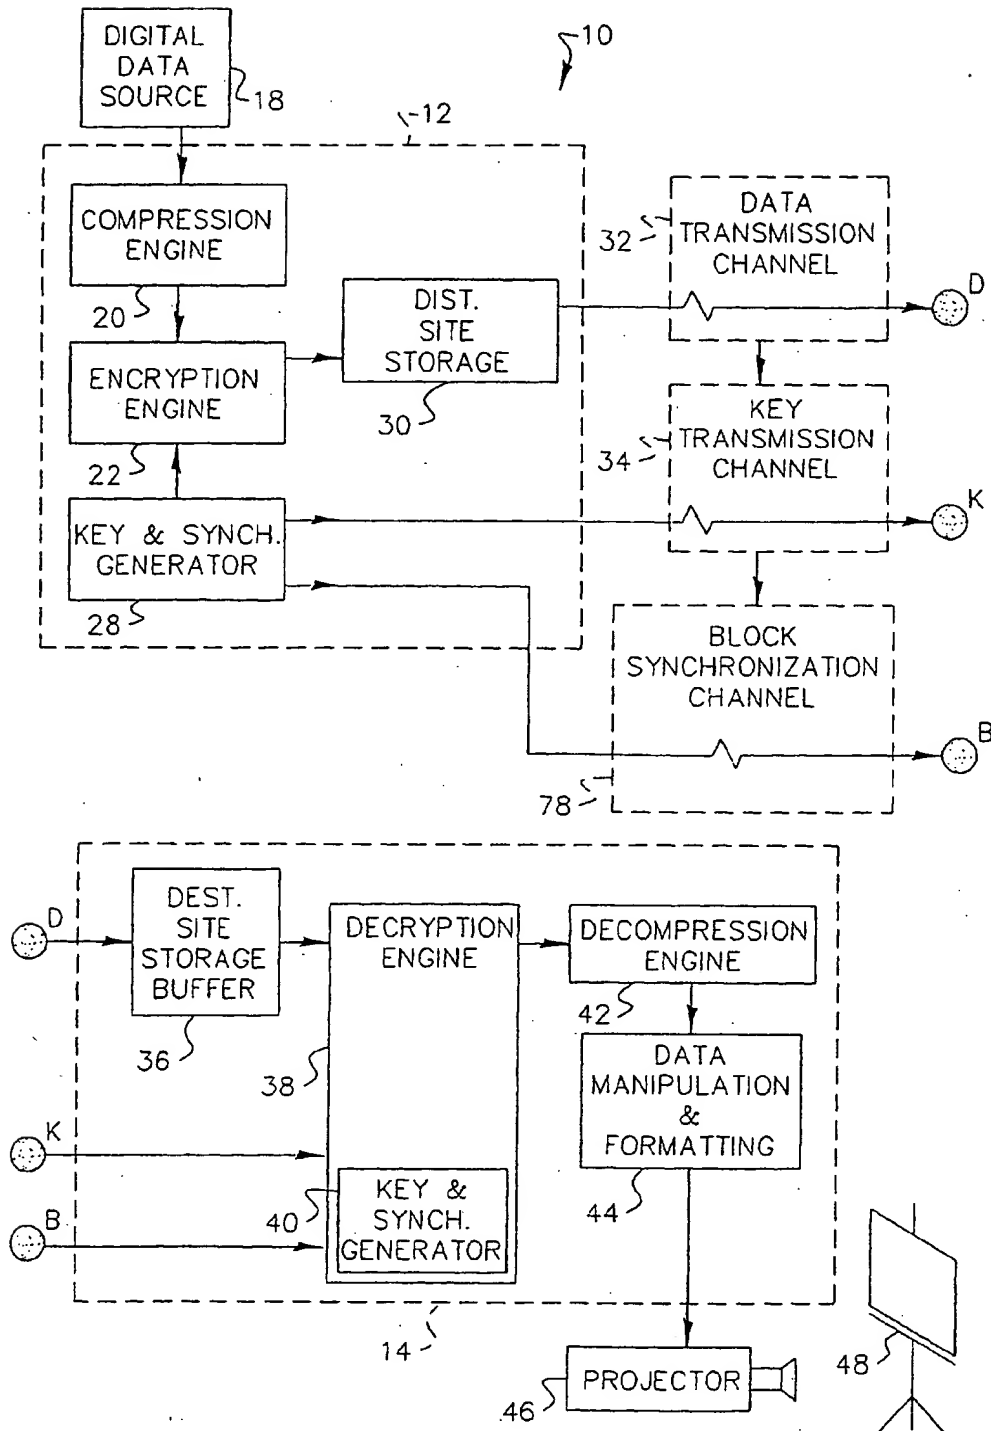 DIGITAL
DATA
SOURCE
18
10
12
COMPRESSION
ENGINE
20
ENCRYPTION
ENGINE
22
KEY & SYNCH.
GENERATOR
28
DIST.
SITE
STORAGE
30
DATA
TRANSMISSION
CHANNEL
32
D
KEY
TRANSMISSION
CHANNEL
34
K
BLOCK
SYNCHRONIZATION
CHANNEL
78
B
D
DEST.
SITE
STORAGE
BUFFER
36
DECRYPTION
ENGINE
38
DECOMPRESSION
ENGINE
42
DATA
MANIPULATION
&
FORMATTING
44
K
B
40
KEY &
SYNCH.
GENERATOR
14
PROJECTOR
46
48